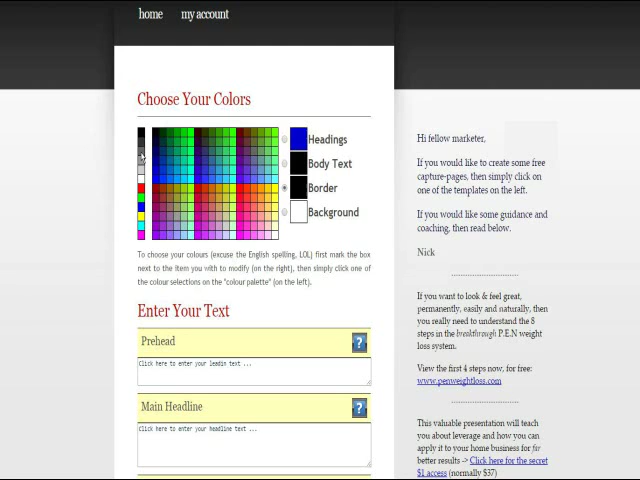 home my account
Choose Your Colors
Headings
Body Text
Border
Background
To choose your colours (excuse the English spelling, LOL) first mark the box
next to the item you with to modify (on the right), then simply click one of
the colour selections on the "colour palette" (on the left).
Enter Your Text
Prehead
?
Click here to enter your leadin text ...
Main Headline
?
Click here to enter your headline text ...
Hi fellow marketer,
If you would like to create some free
capture-pages, then simply click on
one of the templates on the left.
If you would like some guidance and
coaching, then read below.
Nick
If you want to look & feel great,
permanently, easily and naturally, then
you really need to understand the 8
steps in the breakthrough P.E.N weight
loss system.
View the first 4 steps now, for free:
www.penweightloss.com
This valuable presentation will teach
you about leverage and how you can
apply it to your home business for far
better results -> Click here for the secret
$1 access (normally $37)